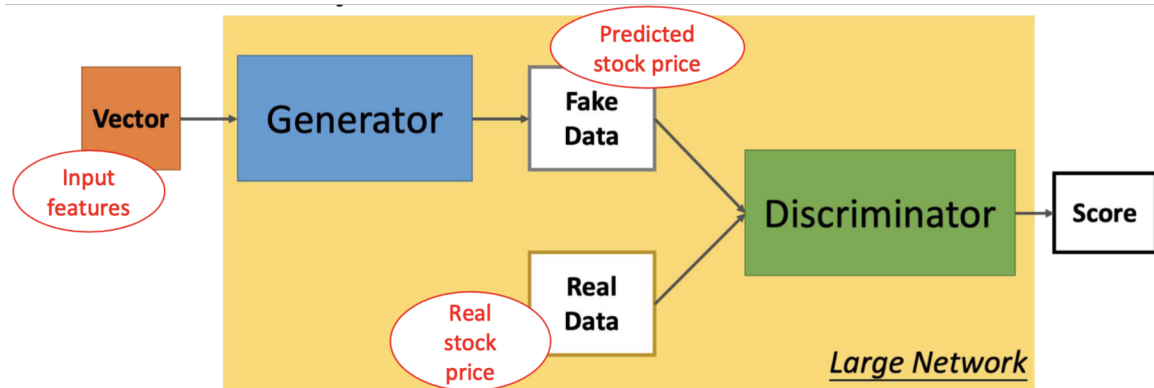 Predicted
stock price
Vector
Generator
Fake
Data
Input
features
Discriminator
Score
Real
Data
Real
stock
price
Large Network